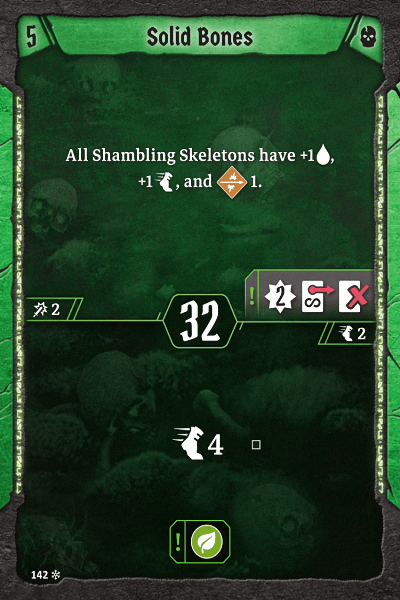 5 Solid Bones
All Shambling Skeletons have +1,
+1, and 1.
! 2
2
32
2
4
!
142